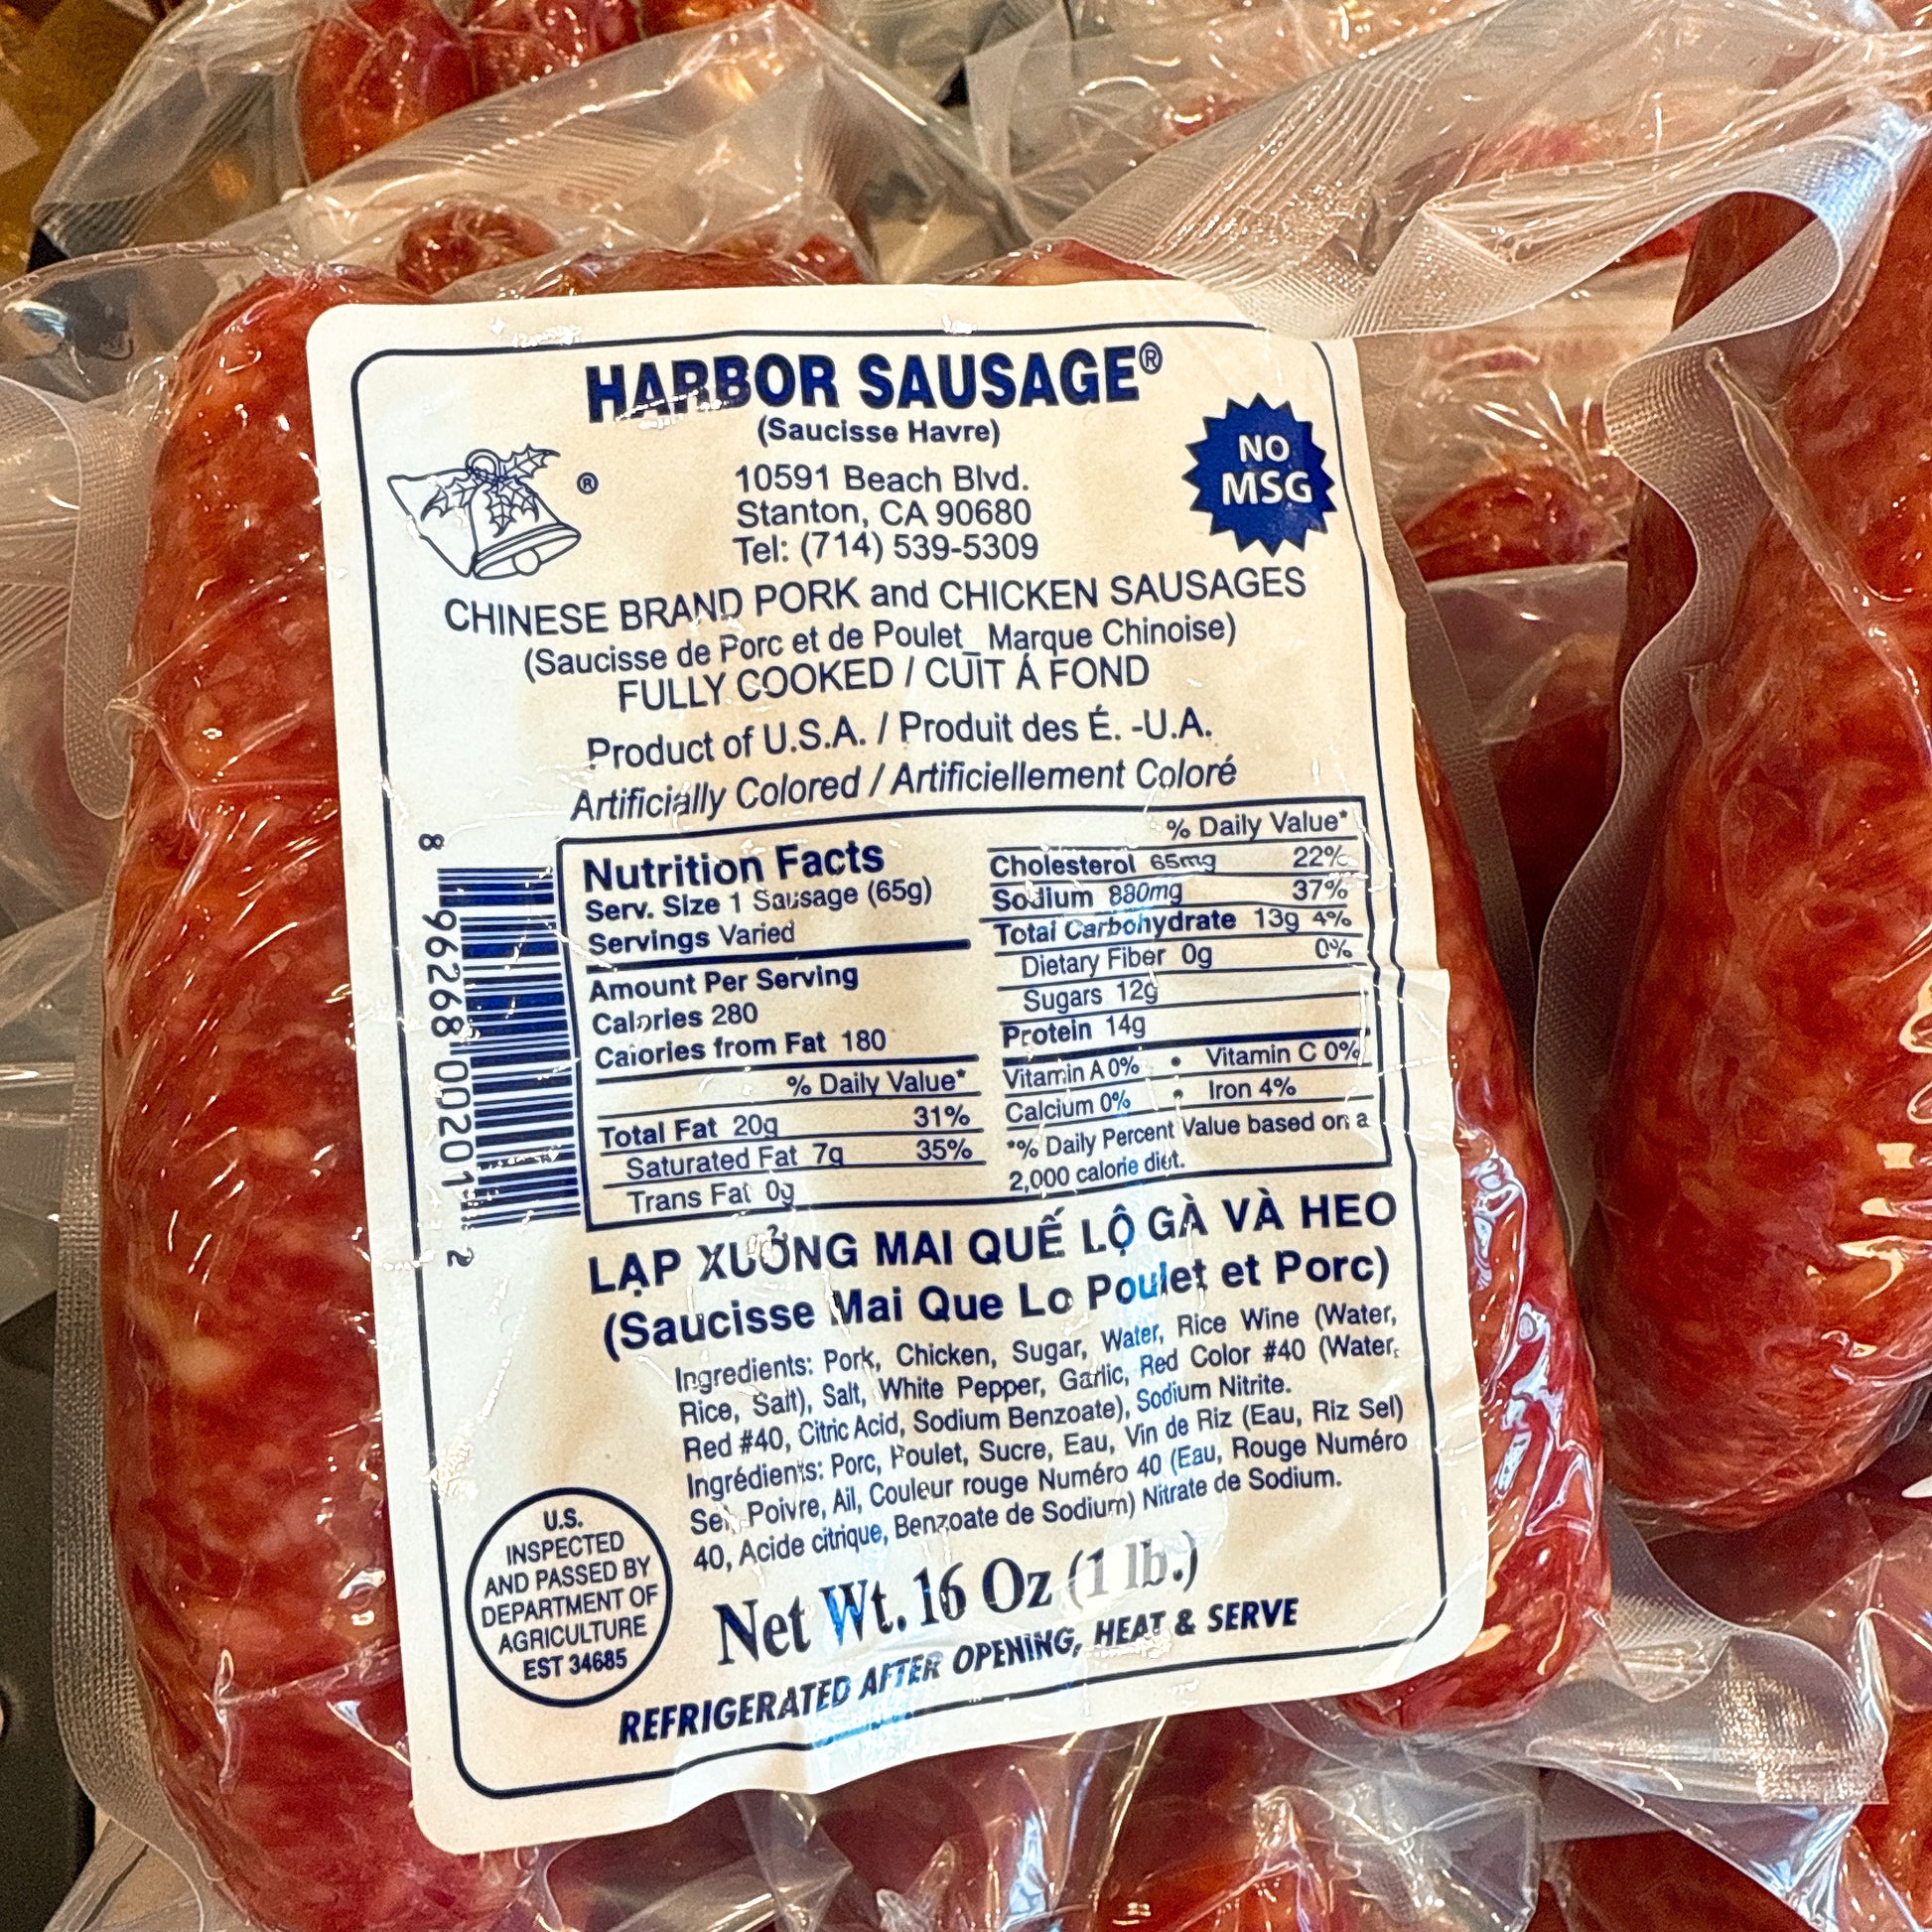 HARBOR SAUSAGE®
(Saucisse Havre)
®
10591 Beach Blvd.
Stanton, CA 90680
Tel: (714) 539-5309
NO
MSG
CHINESE BRAND PORK and CHICKEN SAUSAGES
(Saucisse de Porc et de Poulet_ Marque Chinoise)
FULLY COOKED / CUIT Á FOND
Product of U.S.A. / Produit des É. -U.A.
Artificially Colored / Artificiellement Coloré
8 96268 00201 2
Nutrition Facts
Serv. Size 1 Sausage (65g)
Servings Varied
Amount Per Serving
Calories 280
Calories from Fat 180
% Daily Value*
Total Fat 20g 31%
Saturated Fat 7g 35%
Trans Fat 0g
% Daily Value*
Cholesterol 65mg 22%
Sodium 880mg 37%
Total Carbohydrate 13g 4%
Dietary Fiber 0g 0%
Sugars 12g
Protein 14g
Vitamin A 0% • Vitamin C 0%
Calcium 0% • Iron 4%
*% Daily Percent Value based on a
2,000 calorie diet.
LẠP XUỞNG MAI QUẾ LỘ GÀ VÀ HEO
(Saucisse Mai Que Lo Poulet et Porc)
Ingredients: Pork, Chicken, Sugar, Water, Rice Wine (Water,
Rice, Salt), Salt, White Pepper, Garlic, Red Color #40 (Water,
Red #40, Citric Acid, Sodium Benzoate), Sodium Nitrite.
Ingrédients: Porc, Poulet, Sucre, Eau, Vin de Riz (Eau, Riz Sel)
Sel, Poivre, Ail, Couleur rouge Numéro 40 (Eau, Rouge Numéro
40, Acide citrique, Benzoate de Sodium) Nitrate de Sodium.
U.S.
INSPECTED
AND PASSED BY
DEPARTMENT OF
AGRICULTURE
EST 34685
Net Wt. 16 Oz (1 lb.)
REFRIGERATED AFTER OPENING, HEAT & SERVE